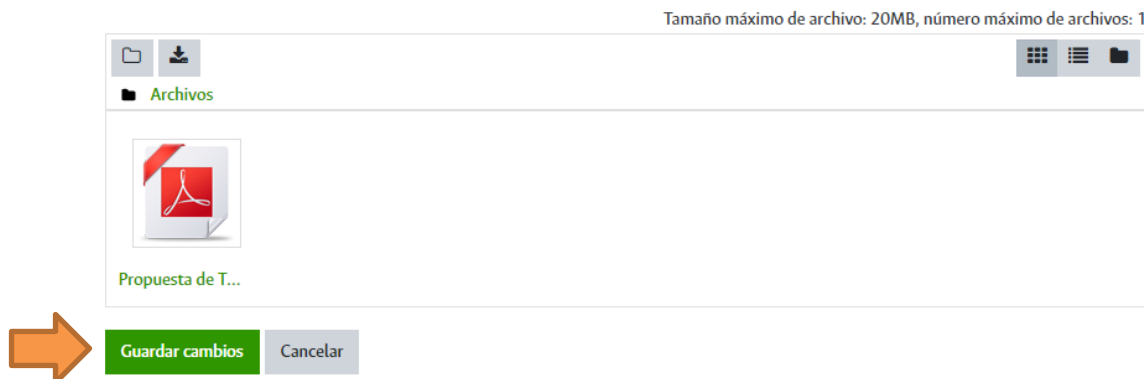 Tamaño máximo de archivo: 20MB, número máximo de archivos: 1
Archivos
Propuesta de T...
Guardar cambios Cancelar